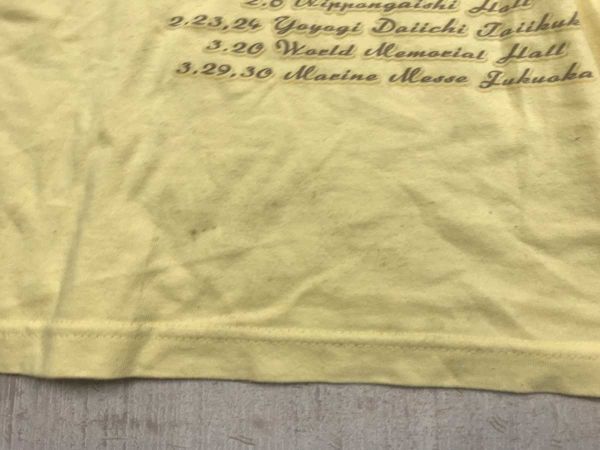 2.6 Nippongaishi Hall
2.23,24 Yoyogi Daiichi Taiikuk
3.20 World Memorial Hall
3.29,30 Marine Messe Fukuoka